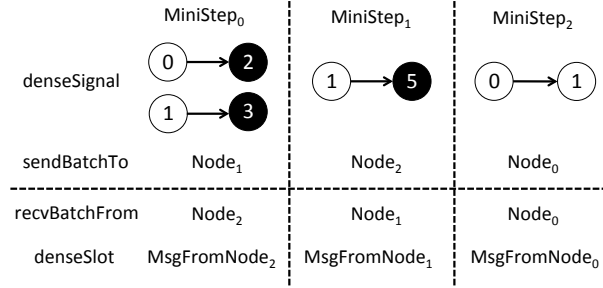 MiniStep₀ MiniStep₁ MiniStep₂
0 2
denseSignal 1 5 0 1
1 3
sendBatchTo Node₁ Node₂ Node₀
recvBatchFrom Node₂ Node₁ Node₀
denseSlot MsgFromNode₂ MsgFromNode₁ MsgFromNode₀